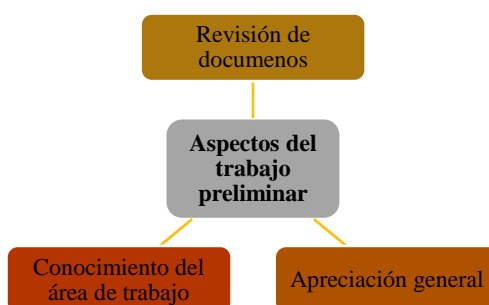 Revisión de
documenos
Aspectos del
trabajo
preliminar
Conocimiento del
área de trabajo
Apreciación general